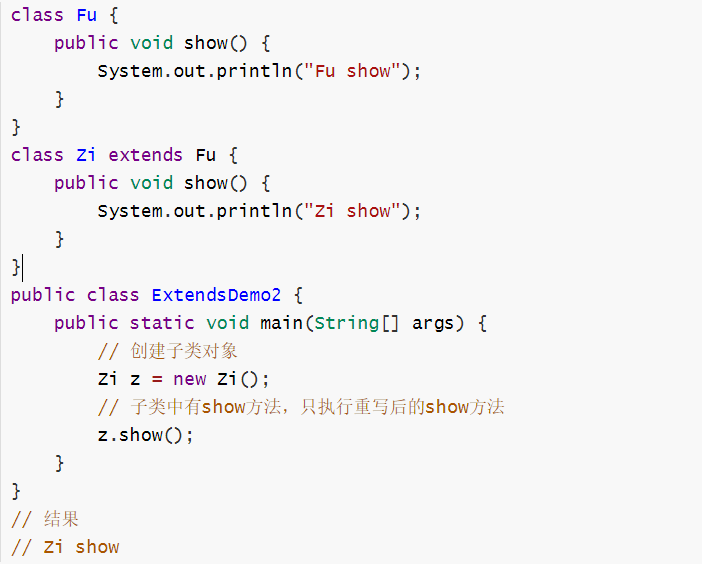 class Fu {
    public void show() {
        System.out.println("Fu show");
    }
}
class Zi extends Fu {
    public void show() {
        System.out.println("Zi show");
    }
}
public class ExtendsDemo2 {
    public static void main(String[] args) {
        // 创建子类对象
        Zi z = new Zi();
        // 子类中有show方法，只执行重写后的show方法
        z.show();
    }
}
// 结果
// Zi show